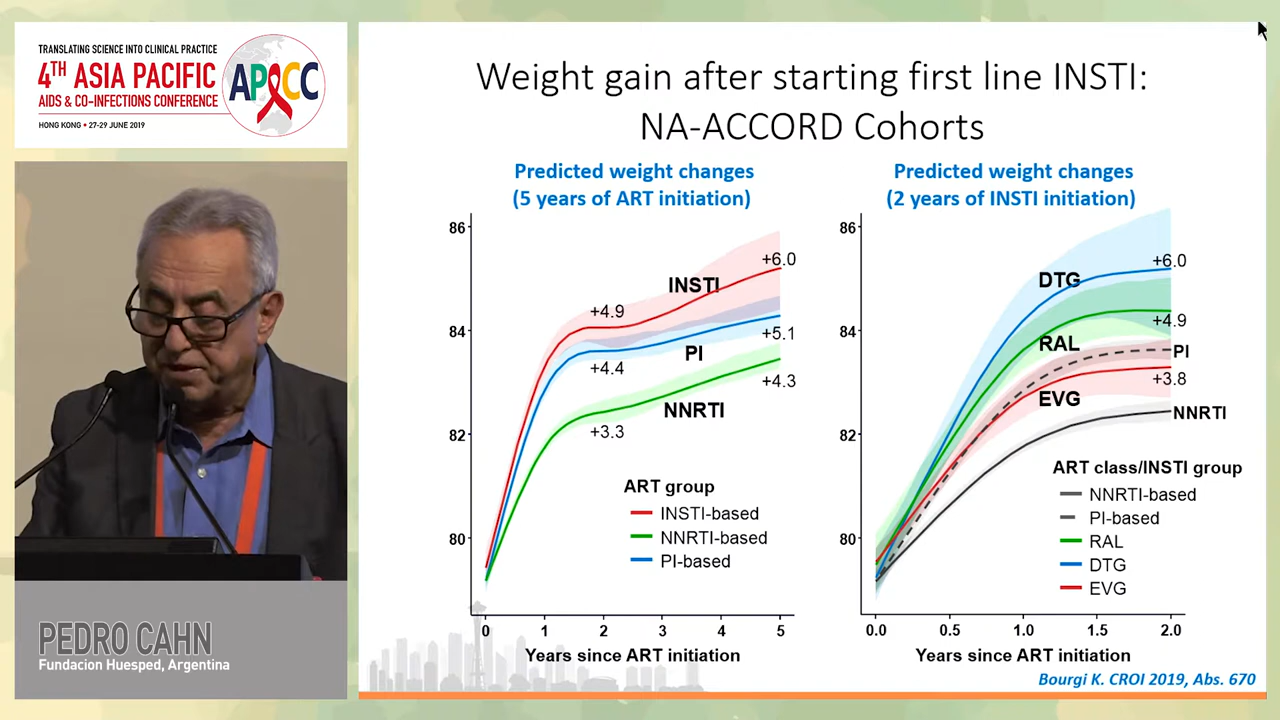 TRANSLATING SCIENCE INTO CLINICAL PRACTICE
4TH ASIA PACIFIC
AIDS & CO-INFECTIONS CONFERENCE
HONG KONG • 27-29 JUNE 2019
APACC
PEDRO CAHN
Fundacion Huesped, Argentina
Weight gain after starting first line INSTI:
NA-ACCORD Cohorts
Predicted weight changes
(5 years of ART initiation)
86
84
82
80
0 1 2 3 4 5
Years since ART initiation
INSTI
+4.9
+6.0
PI
+4.4
+5.1
NNRTI
+3.3
+4.3
ART group
INSTI-based
NNRTI-based
PI-based
Predicted weight changes
(2 years of INSTI initiation)
86
84
82
80
0.0 0.5 1.0 1.5 2.0
Years since ART initiation
DTG
+6.0
RAL
+4.9
PI
EVG
+3.8
NNRTI
ART class/INSTI group
NNRTI-based
PI-based
RAL
DTG
EVG
Bourgi K. CROI 2019, Abs. 670